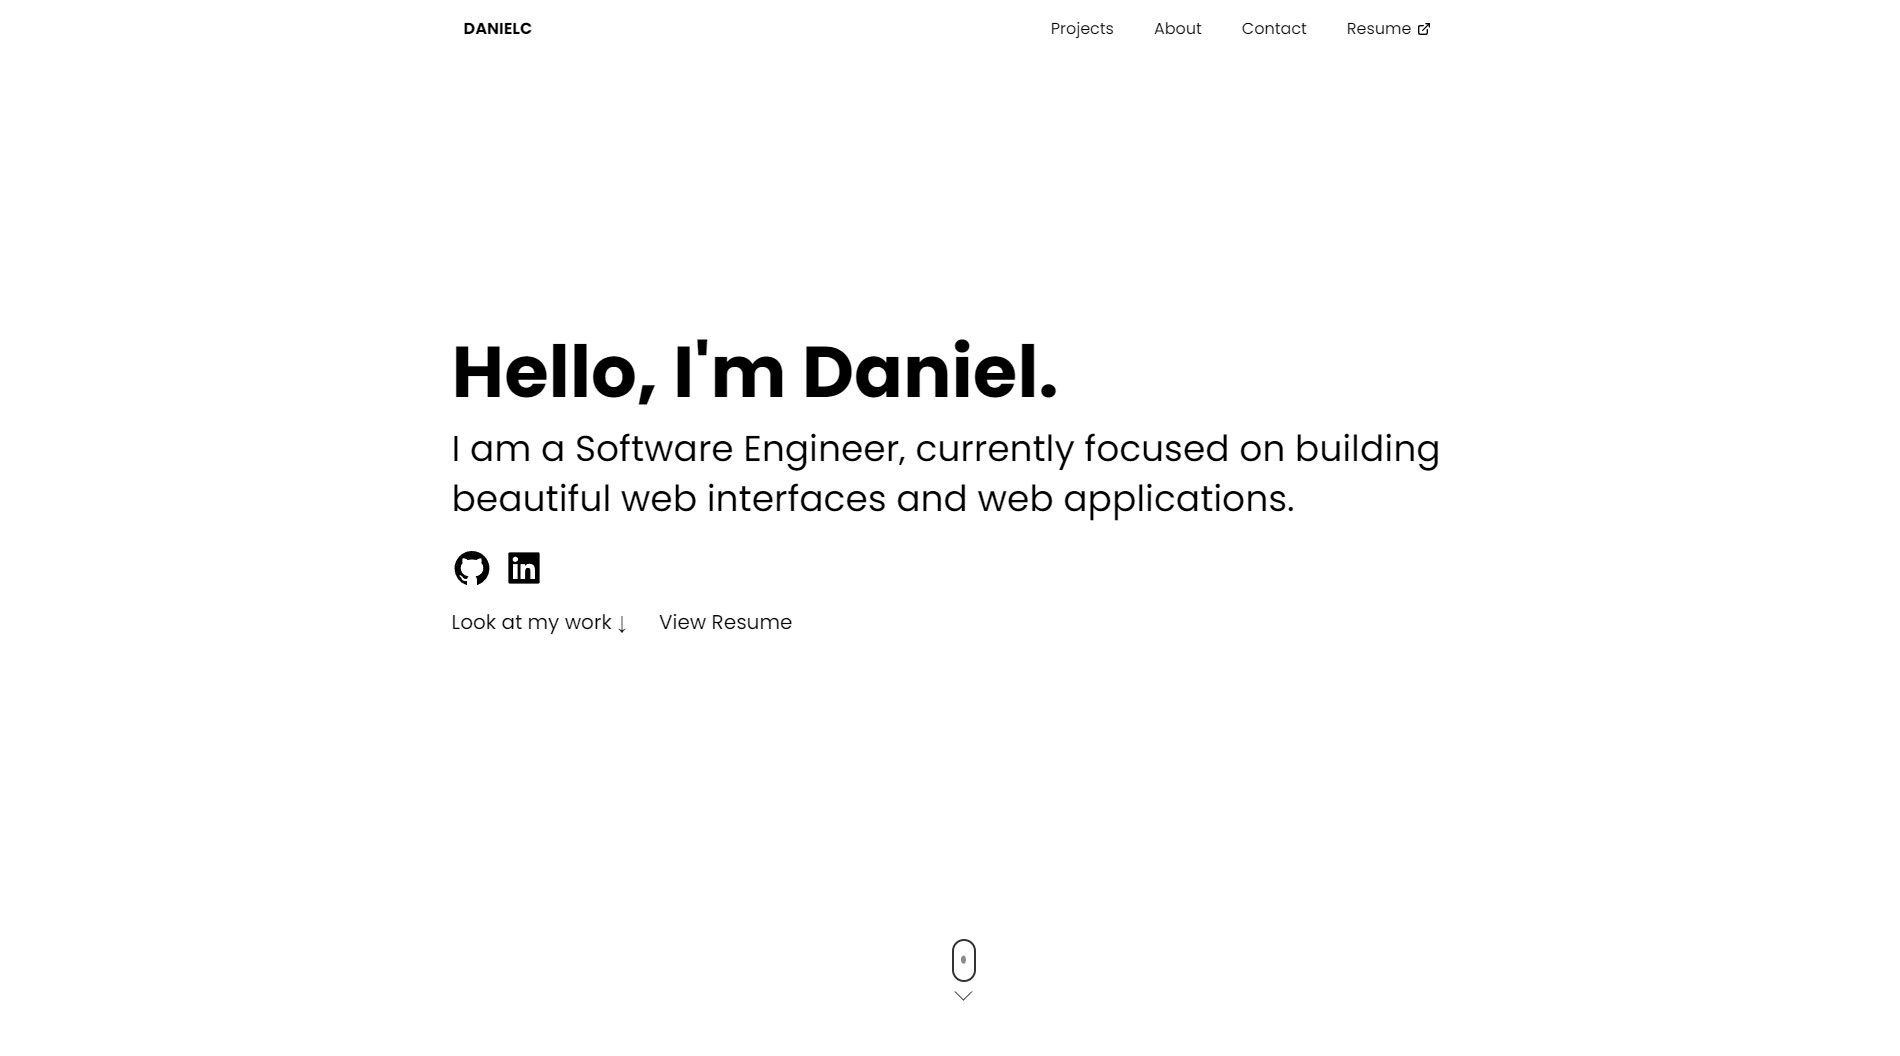 DANIELC
Projects About Contact Resume
Hello, I'm Daniel.
I am a Software Engineer, currently focused on building
beautiful web interfaces and web applications.
in
Look at my work ↓ View Resume